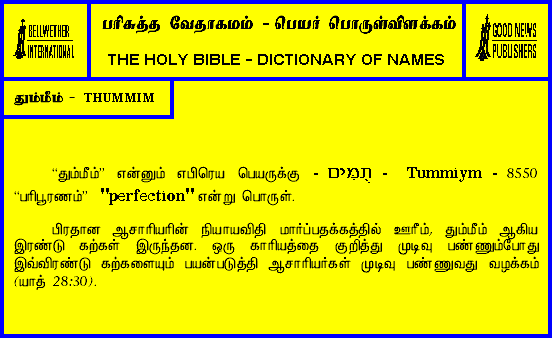 BELLWETHER
INTERNATIONAL
பரிசுத்த வேதாகமம் - பெயர் பொருள்விளக்கம்
THE HOLY BIBLE - DICTIONARY OF NAMES
GOOD NEWS
PUBLISHERS
தும்மீம் - THUMMIM
“தும்மீம்” என்னும் எபிரெய பெயருக்கு - תֻמִּים - Tummiym - 8550
“பரிபூரணம்” "perfection" என்று பொருள்.
பிரதான ஆசாரியரின் நியாயவிதி மார்ப்பதக்கத்தில் ஊரீம், தும்மீம் ஆகிய
இரண்டு கற்கள் இருந்தன. ஒரு காரியத்தை குறித்து முடிவு பண்ணும்போது
இவ்விரண்டு கற்களையும் பயன்படுத்தி ஆசாரியர்கள் முடிவு பண்ணுவது வழக்கம்
(யாத் 28:30).